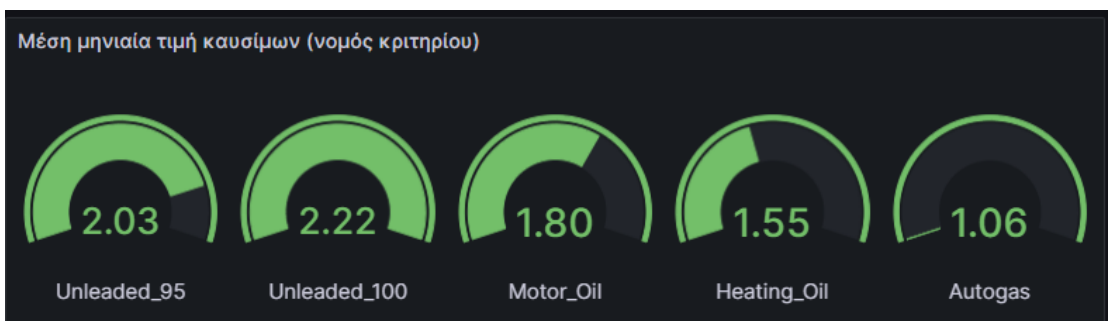 Μέση μηνιαία τιμή καυσίμων (νομός κριτηρίου)
2.03 2.22 1.80 1.55 1.06
Unleaded_95 Unleaded_100 Motor_Oil Heating_Oil Autogas